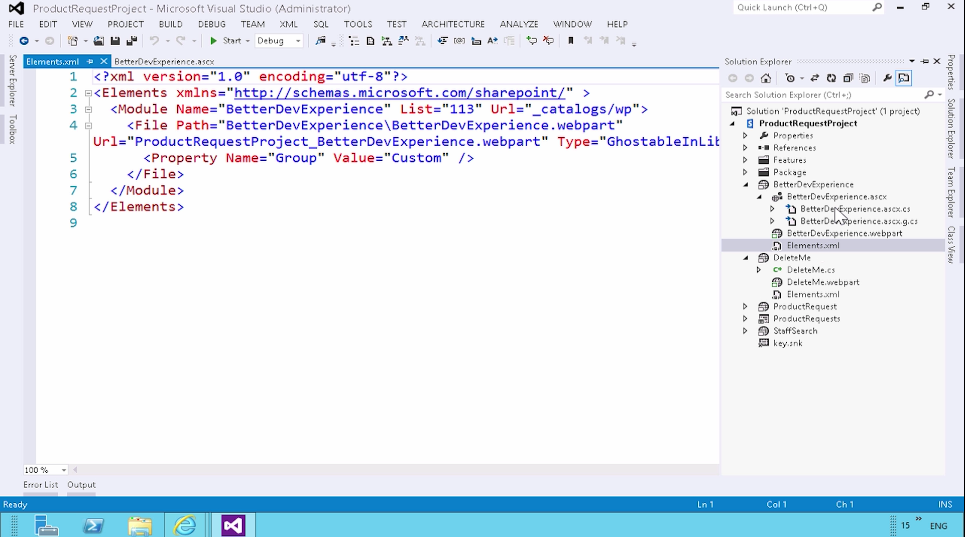 ProductRequestProject - Microsoft Visual Studio (Administrator)
Quick Launch (Ctrl+Q)
FILE EDIT VIEW PROJECT BUILD DEBUG TEAM XML SQL TOOLS TEST ARCHITECTURE ANALYZE WINDOW HELP
Start Debug
Server Explorer
Toolbox
Elements.xml BetterDevExperience.ascx
1 <?xml version="1.0" encoding="utf-8"?>
2 <Elements xmlns="http://schemas.microsoft.com/sharepoint/" >
3 <Module Name="BetterDevExperience" List="113" Url="_catalogs/wp">
4 <File Path="BetterDevExperience\BetterDevExperience.webpart"
Url="ProductRequestProject_BetterDevExperience.webpart" Type="GhostableInLib
5 <Property Name="Group" Value="Custom" />
6 </File>
7 </Module>
8 </Elements>
9
100 %
Error List Output
Solution Explorer
Search Solution Explorer (Ctrl+;)
Solution 'ProductRequestProject' (1 project)
ProductRequestProject
Properties
References
Features
Package
BetterDevExperience
BetterDevExperience.ascx
BetterDevExperience.ascx.cs
BetterDevExperience.ascx.g.cs
BetterDevExperience.webpart
Elements.xml
DeleteMe
DeleteMe.cs
DeleteMe.webpart
Elements.xml
ProductRequest
ProductRequests
StaffSearch
key.snk
Properties
Solution Explorer
Team Explorer
Class View
Ready Ln 1 Col 1 Ch 1 INS
15 ENG